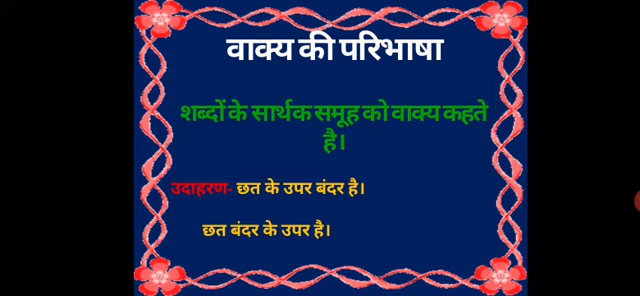 वाक्य की परिभाषा
शब्दों के सार्थक समूह को वाक्य कहते
है।
उदाहरण- छत के उपर बंदर है।
छत बंदर के उपर है।